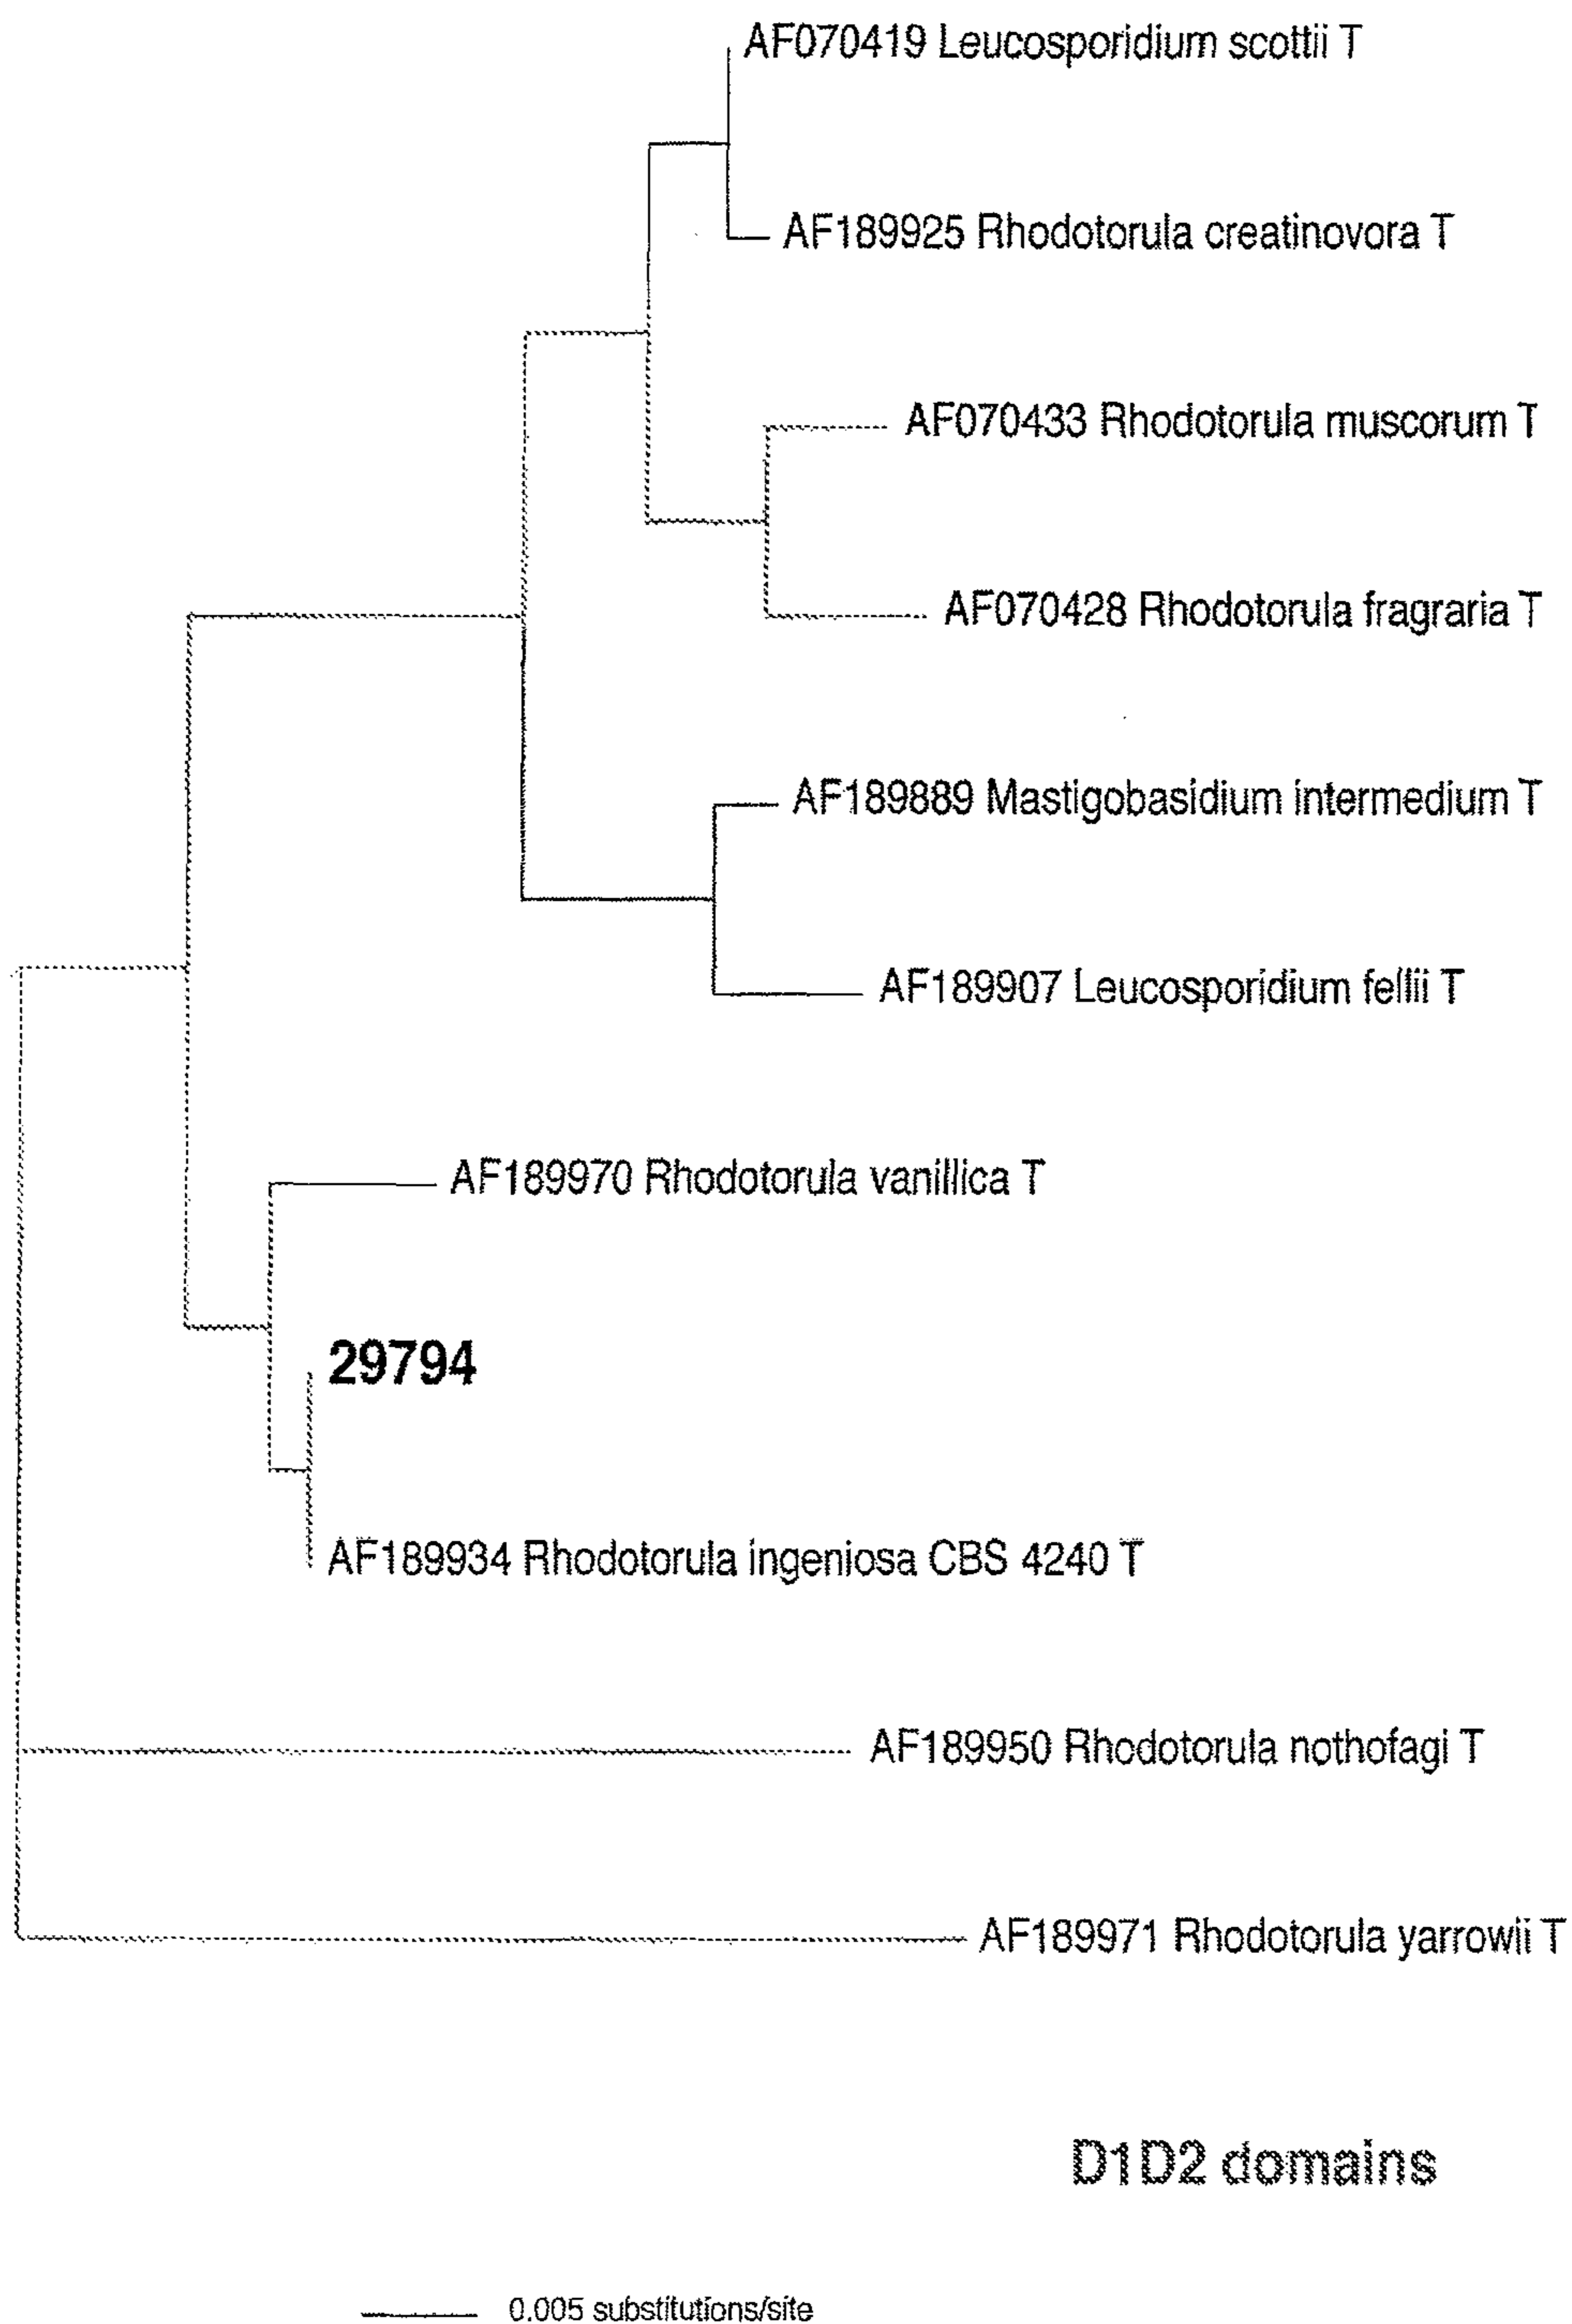 AF070419 Leucosporidium scottii T
AF189925 Rhodotorula creatinovora T
AF070433 Rhodotorula muscorum T
AF070428 Rhodotorula fragraria T
AF189889 Mastigobasidium intermedium T
AF189907 Leucosporidium fellii T
AF189970 Rhodotorula vanillica T
29794
AF189934 Rhodotorula ingeniosa CBS 4240 T
AF189950 Rhodotorula nothofagi T
AF189971 Rhodotorula yarrowii T
D1D2 domains
0.005 substitutions/site